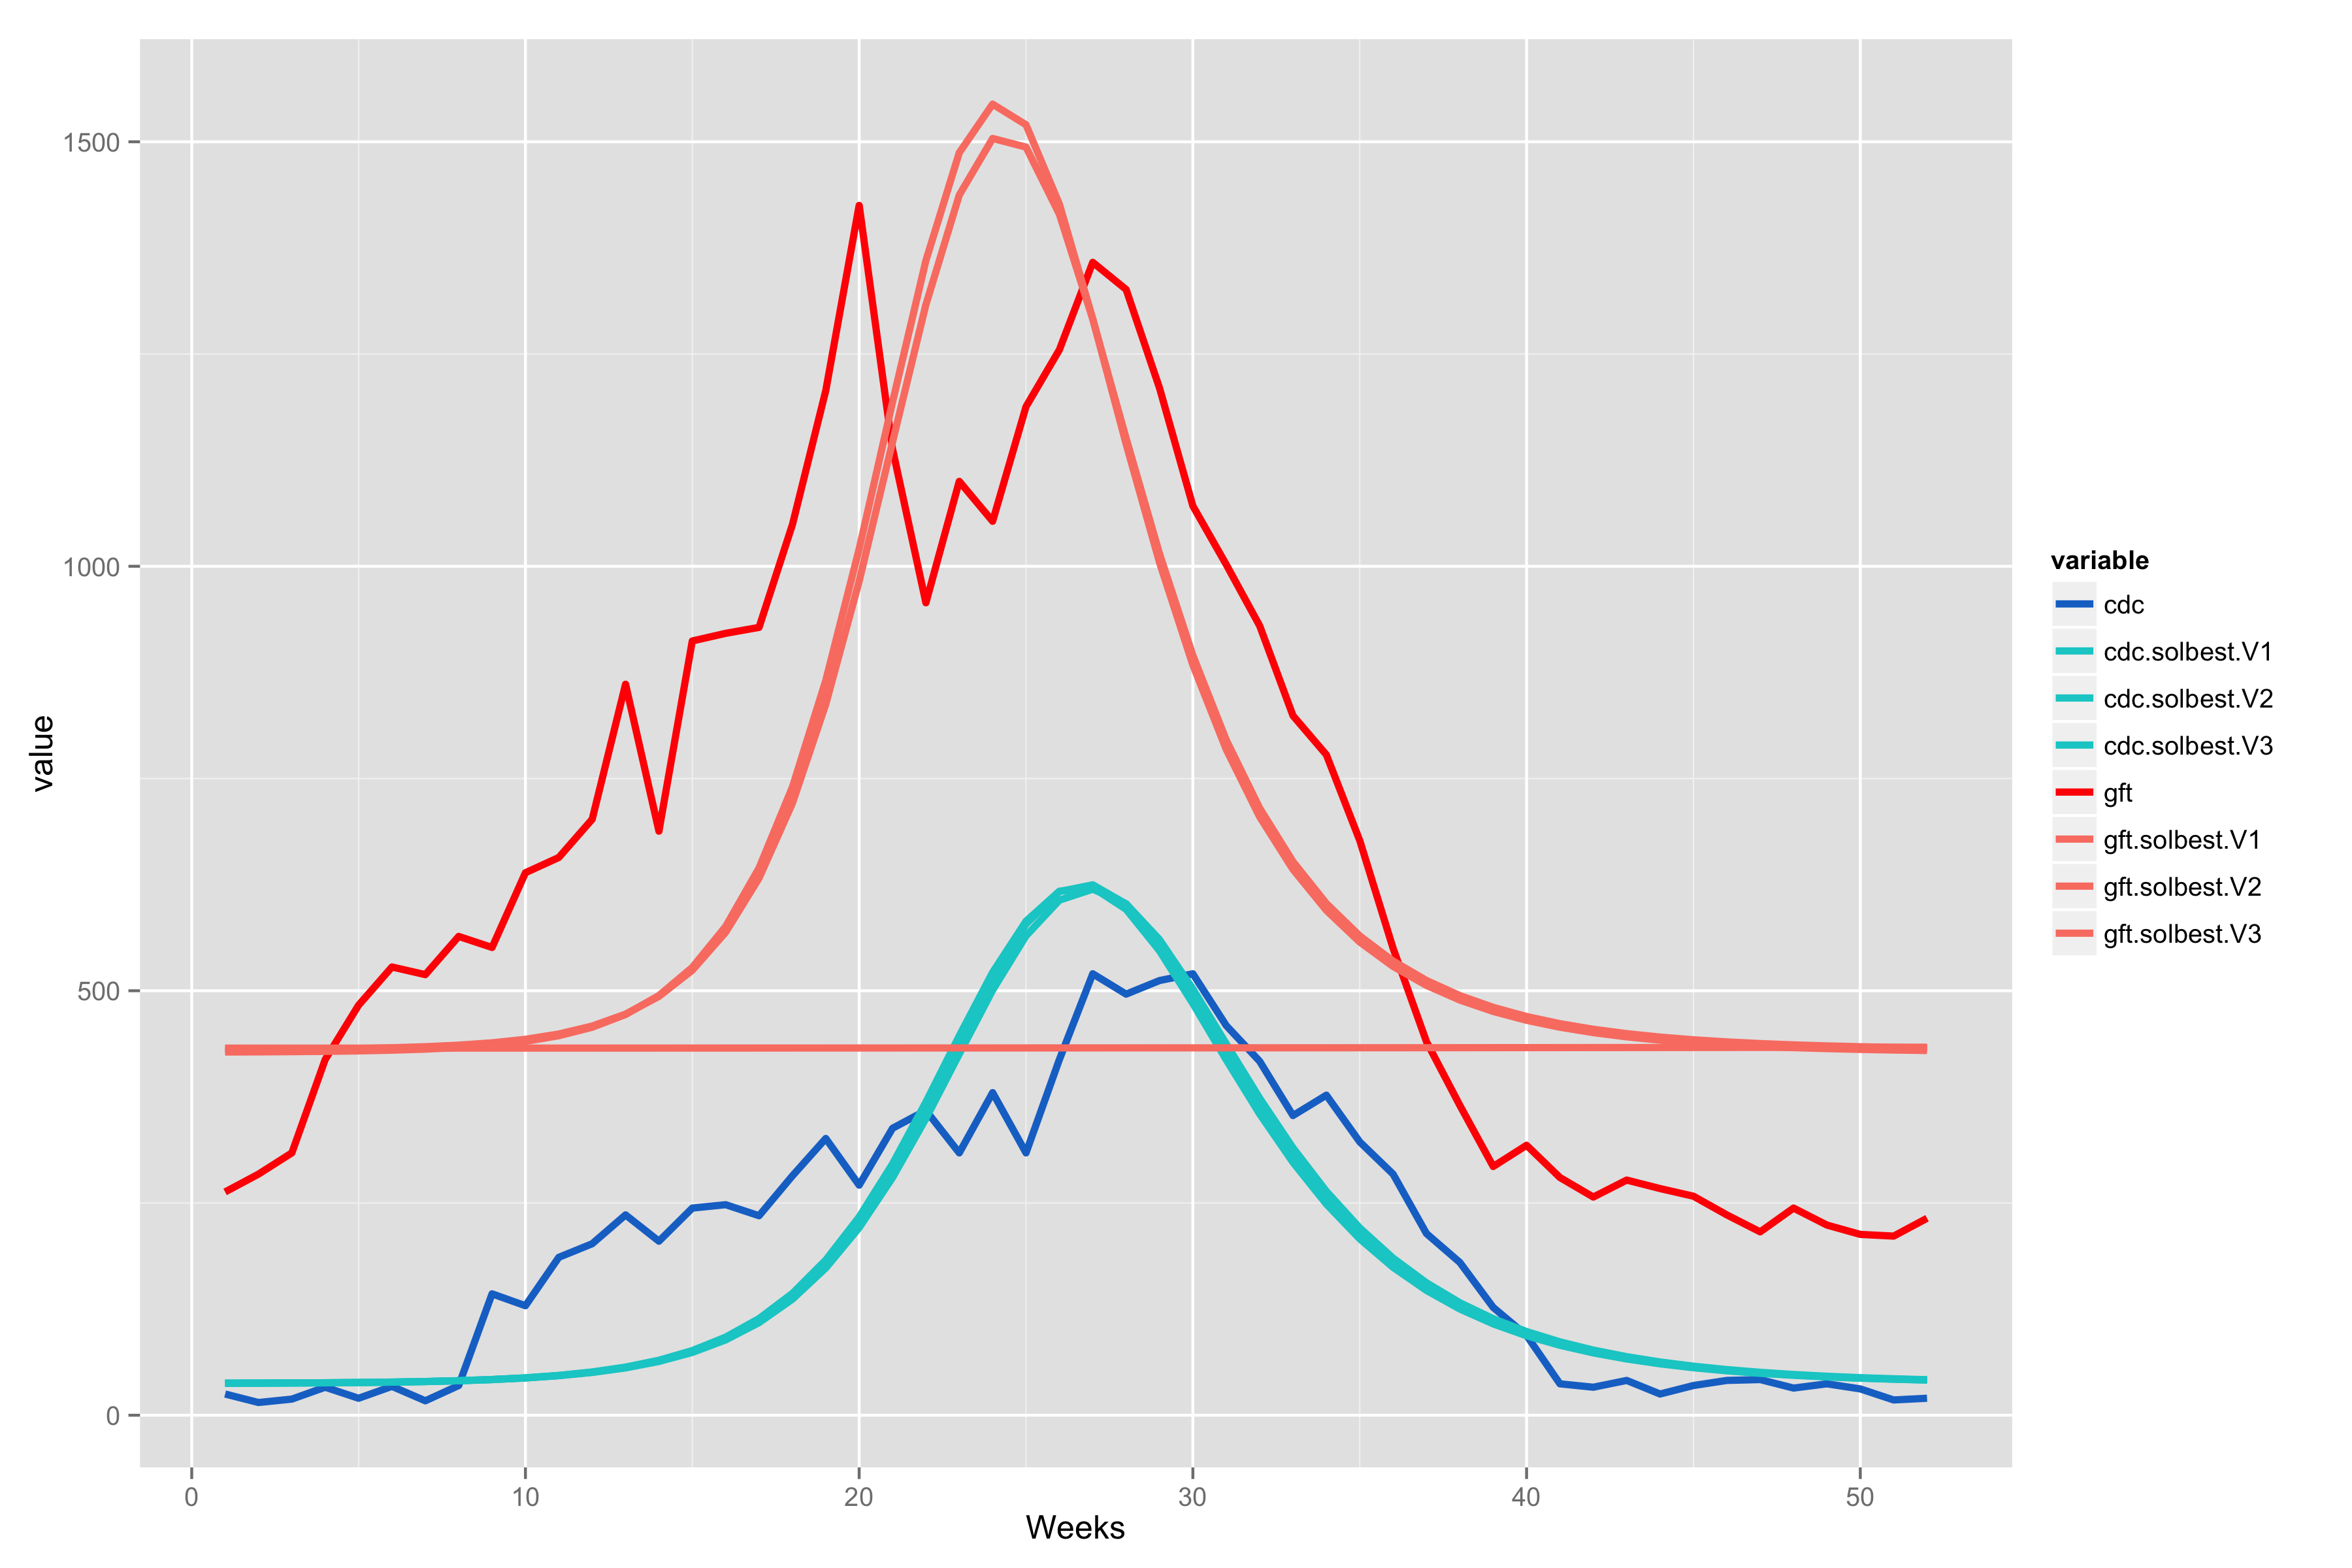 value
1500
1000
500
0
0 10 20 30 40 50
Weeks
variable
cdc
cdc.solbest.V1
cdc.solbest.V2
cdc.solbest.V3
gft
gft.solbest.V1
gft.solbest.V2
gft.solbest.V3